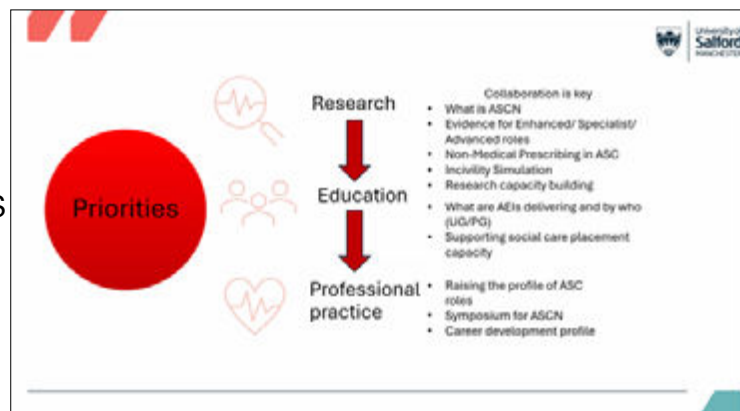 University of
Salford
MANCHESTER
S
Priorities
Research
Education
Professional
practice
Collaboration is key
• What is ASCN
• Evidence for Enhanced/ Specialist/
Advanced roles
• Non-Medical Prescribing in ASC
• Incivility Simulation
• Research capacity building
• What are AEIs delivering and by who
(UG/PG)
• Supporting social care placement
capacity
• Raising the profile of ASC
roles
• Symposium for ASCN
• Career development profile